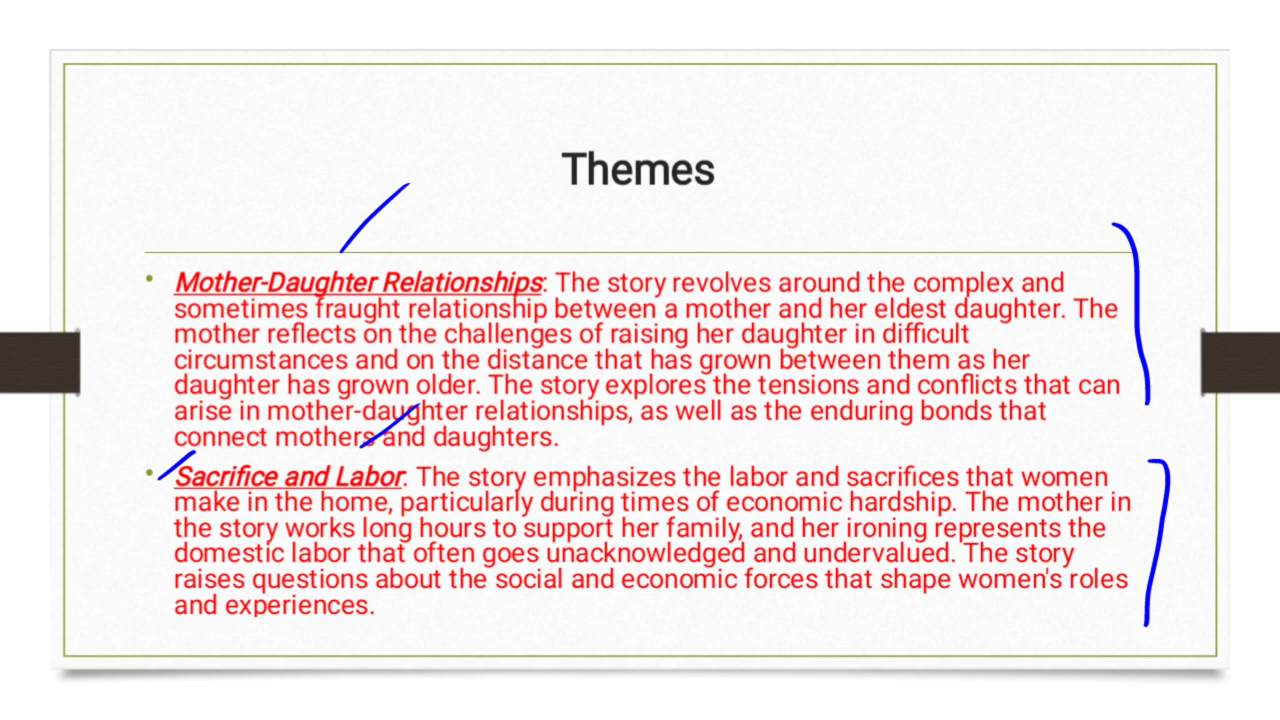 Themes
• Mother-Daughter Relationships: The story revolves around the complex and
sometimes fraught relationship between a mother and her eldest daughter. The
mother reflects on the challenges of raising her daughter in difficult
circumstances and on the distance that has grown between them as her
daughter has grown older. The story explores the tensions and conflicts that can
arise in mother-daughter relationships, as well as the enduring bonds that
connect mothers and daughters.
• Sacrifice and Labor: The story emphasizes the labor and sacrifices that women
make in the home, particularly during times of economic hardship. The mother in
the story works long hours to support her family, and her ironing represents the
domestic labor that often goes unacknowledged and undervalued. The story
raises questions about the social and economic forces that shape women's roles
and experiences.